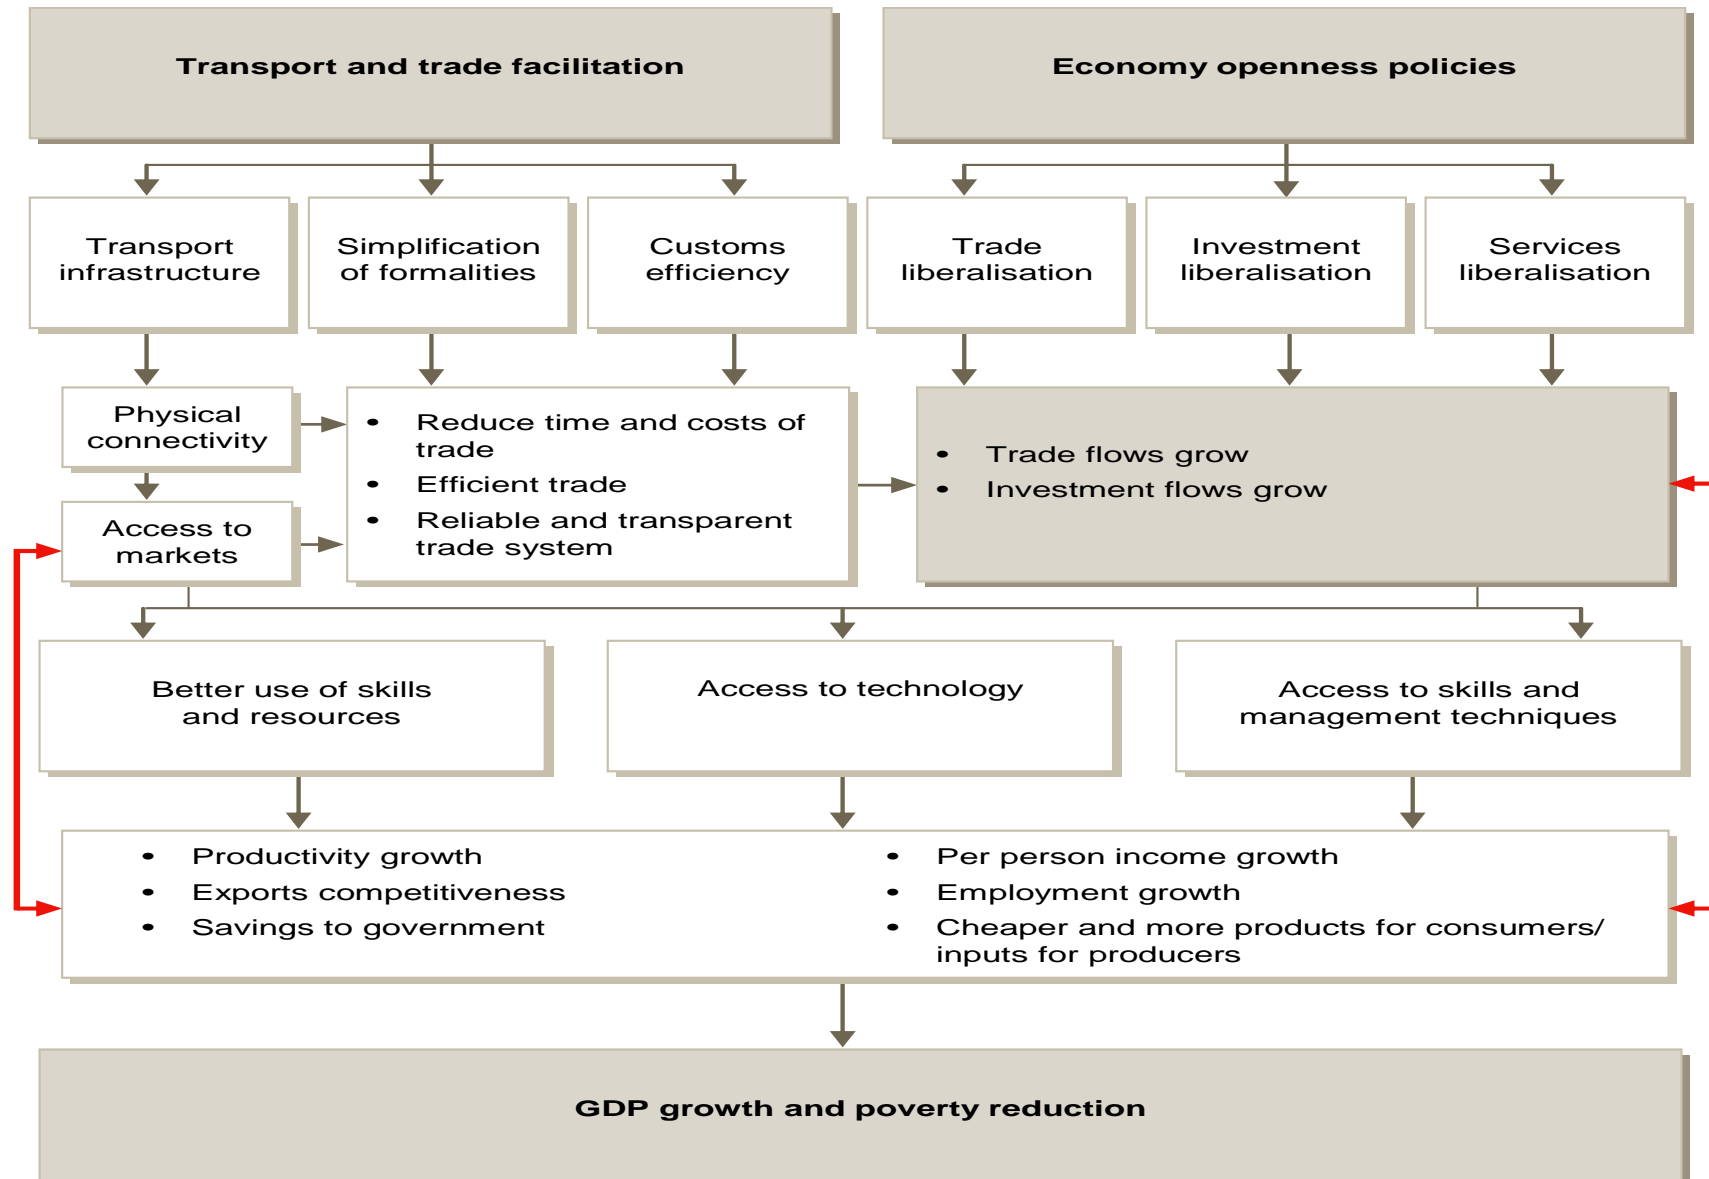 Transport and trade facilitation
Economy openness policies
Transport
infrastructure
Simplification
of formalities
Customs
efficiency
Trade
liberalisation
Investment
liberalisation
Services
liberalisation
Physical
connectivity
Access to
markets
• Reduce time and costs of
trade
• Efficient trade
• Reliable and transparent
trade system
• Trade flows grow
• Investment flows grow
Better use of skills
and resources
Access to technology
Access to skills and
management techniques
• Productivity growth
• Exports competitiveness
• Savings to government
• Per person income growth
• Employment growth
• Cheaper and more products for consumers/
inputs for producers
GDP growth and poverty reduction